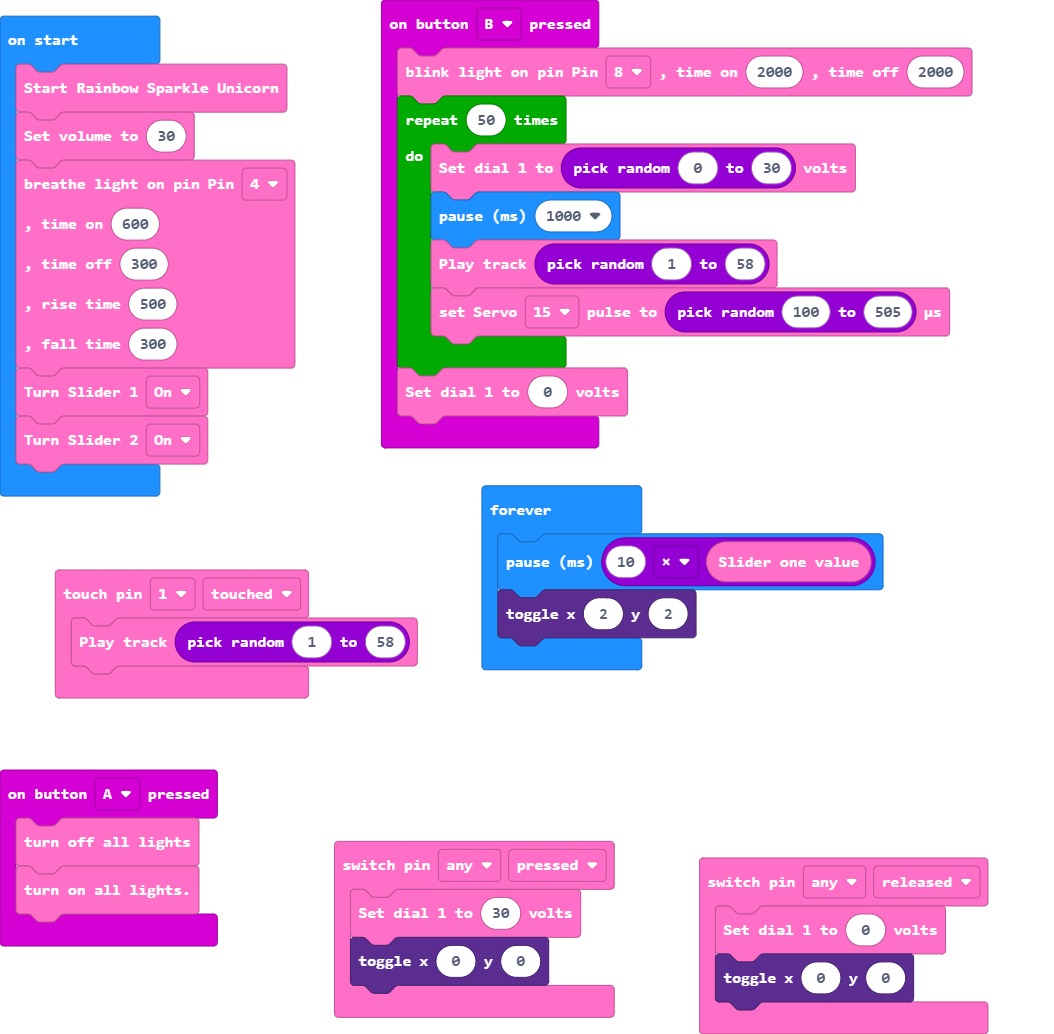 on start
Start Rainbow Sparkle Unicorn
Set volume to 30
breathe light on pin Pin 4
, time on 600
, time off 300
, rise time 500
, fall time 300
Turn Slider 1 On
Turn Slider 2 On
on button B pressed
blink light on pin Pin 8 , time on 2000 , time off 2000
repeat 50 times
do
Set dial 1 to pick random 0 to 30 volts
pause (ms) 1000
Play track pick random 1 to 58
set Servo 15 pulse to pick random 100 to 505 µs
Set dial 1 to 0 volts
forever
pause (ms) 10 × Slider one value
toggle x 2 y 2
touch pin 1 touched
Play track pick random 1 to 58
on button A pressed
turn off all lights
turn on all lights.
switch pin any pressed
Set dial 1 to 30 volts
toggle x 0 y 0
switch pin any released
Set dial 1 to 0 volts
toggle x 0 y 0